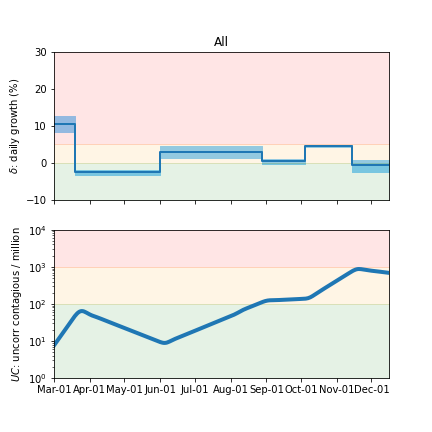 All
δ: daily growth (%)
30
20
10
0
−10
UC: uncorr contagious / million
10⁴
10³
10²
10¹
10⁰
Mar-01 Apr-01 May-01 Jun-01 Jul-01 Aug-01 Sep-01 Oct-01 Nov-01 Dec-01